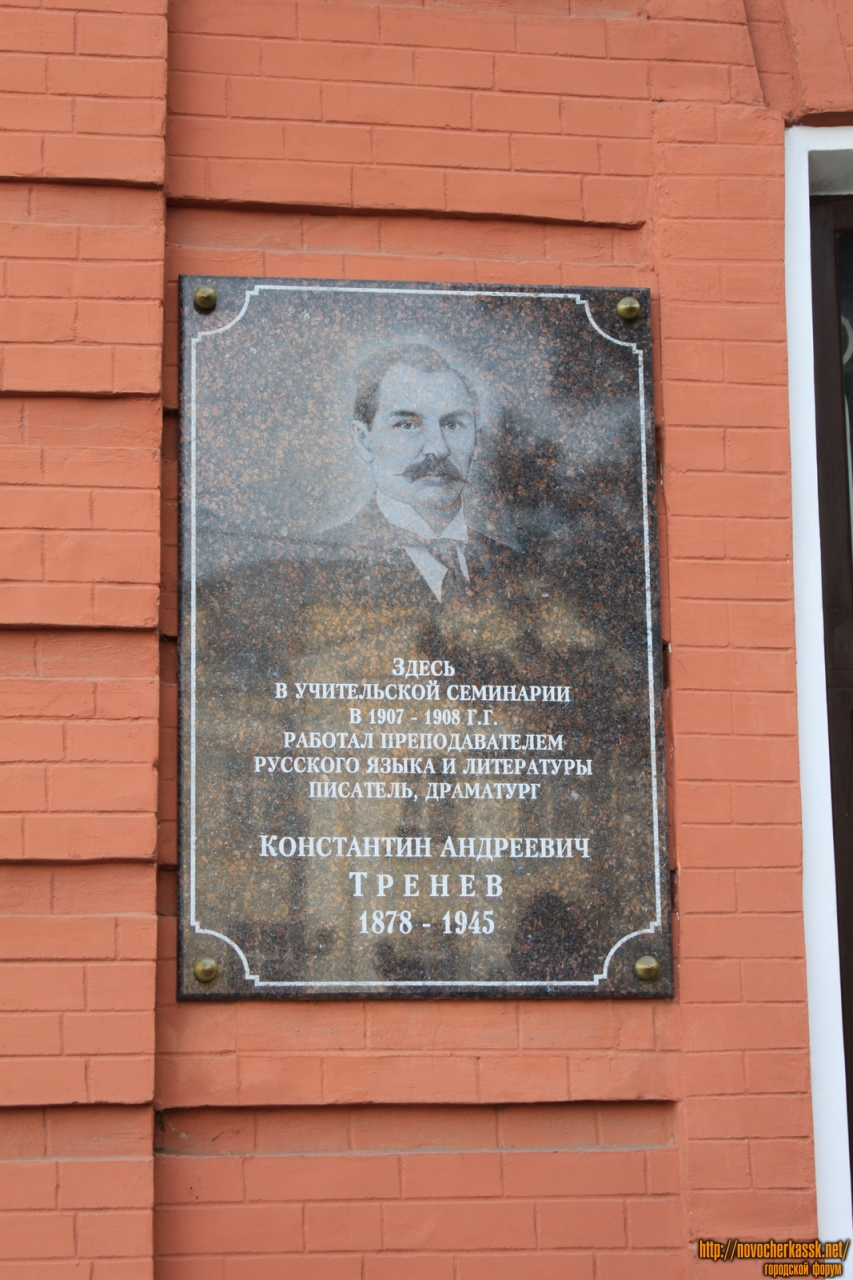 Здесь
в учительской семинарии
в 1907 - 1908 г.г.
работал преподавателем
русского языка и литературы
писатель, драматург
Константин Андреевич
ТРЕНЕВ
1878 - 1945
http://novocherkassk.net/
городской форум